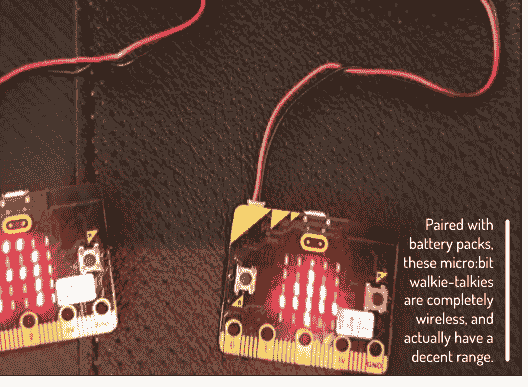 Paired with
battery packs,
these micro:bit
walkie-talkies
are completely
wireless, and
actually have a
decent range.